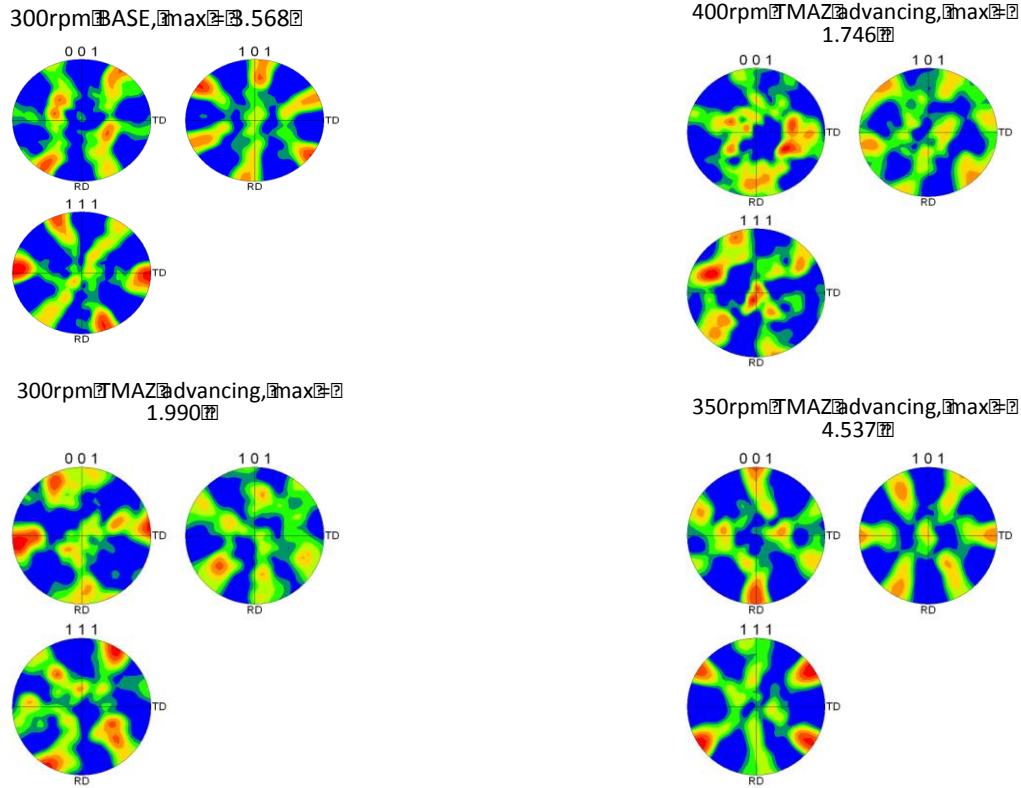 300rpm BASE, max = 3.568
0 0 1
1 0 1
TD
TD
RD
RD
1 1 1
TD
RD
400rpm TMAZ advancing, max =
1.746
0 0 1
1 0 1
TD
TD
RD
RD
1 1 1
TD
RD
300rpm TMAZ advancing, max =
1.990
0 0 1
1 0 1
TD
TD
RD
RD
1 1 1
TD
RD
350rpm TMAZ advancing, max =
4.537
0 0 1
1 0 1
TD
TD
RD
RD
1 1 1
TD
RD